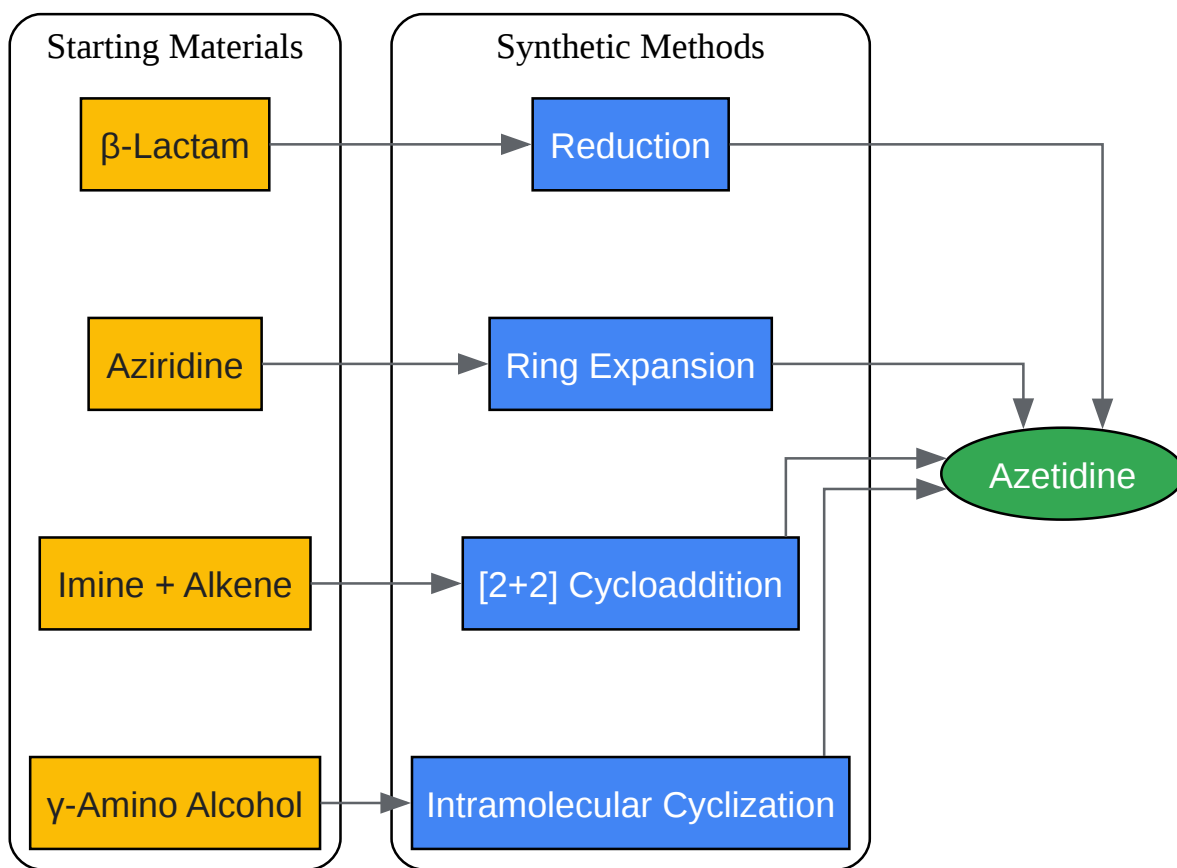 Starting Materials
Synthetic Methods
β-Lactam
Reduction
Aziridine
Ring Expansion
Azetidine
Imine + Alkene
[2+2] Cycloaddition
γ-Amino Alcohol
Intramolecular Cyclization